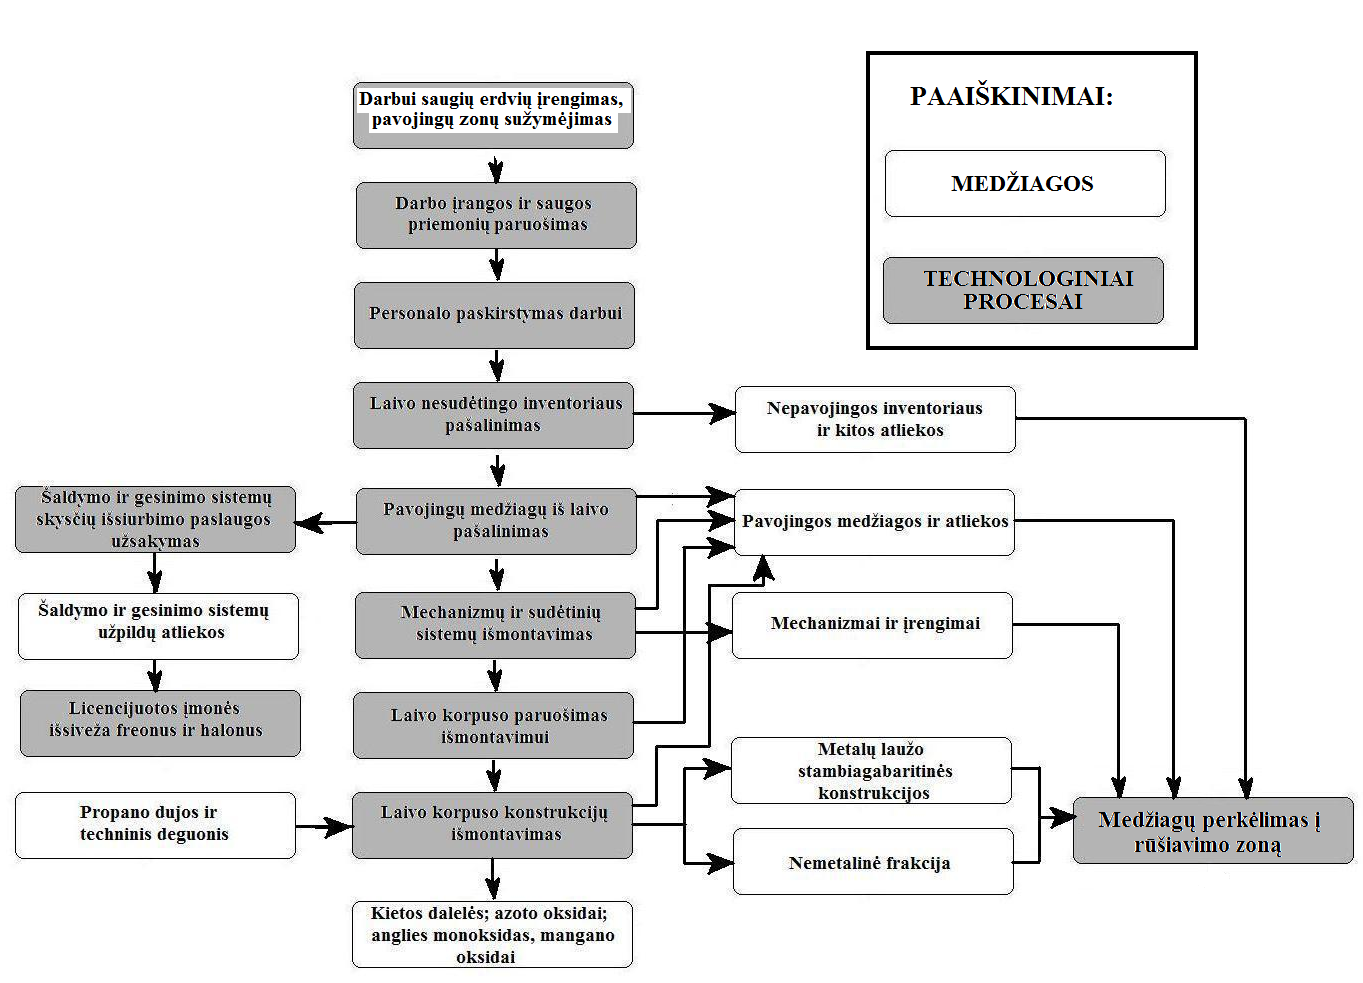 Darbui saugių erdvių įrengimas,
pavojingų zonų sužymėjimas
PAAIŠKINIMAI:
MEDŽIAGOS
TECHNOLOGINIAI
PROCESAI
Darbo įrangos ir saugos
priemonių paruošimas
Personalo paskirstymas darbui
Laivo nesudėtingo inventoriaus
pašalinimas
Nepavojingos inventoriaus
ir kitos atliekos
Šaldymo ir gesinimo sistemų
skysčių išsiurbimo paslaugos
užsakymas
Pavojingų medžiagų iš laivo
pašalinimas
Pavojingos medžiagos ir atliekos
Šaldymo ir gesinimo sistemų
užpildų atliekos
Mechanizmų ir sudėtinių
sistemų išmontavimas
Mechanizmai ir įrengimai
Licencijuotos įmonės
išsiveža freonus ir halonus
Laivo korpuso paruošimas
išmontavimui
Metalų laužo
stambiagabaritinės
konstrukcijos
Propano dujos ir
techninis deguonis
Laivo korpuso konstrukcijų
išmontavimas
Nemetalinė frakcija
Medžiagų perkėlimas į
rūšiavimo zoną
Kietos dalelės; azoto oksidai;
anglies monoksidas, mangano
oksidai